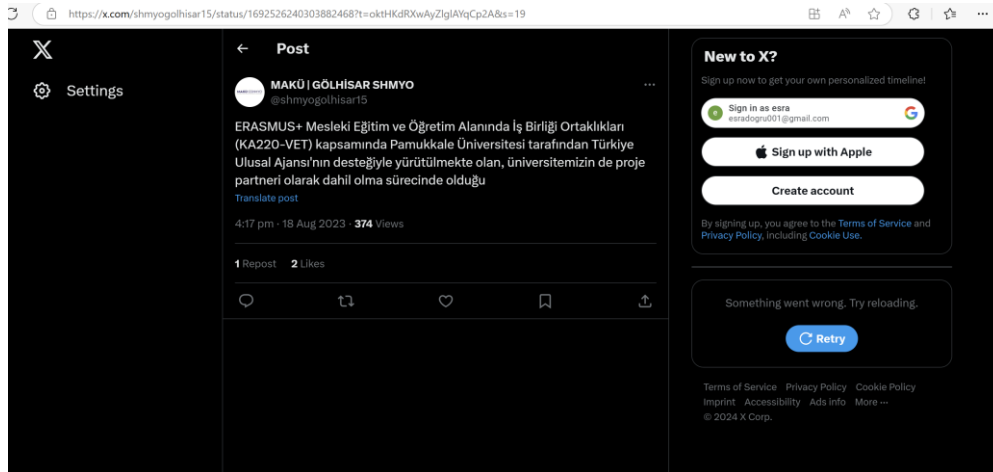 https://x.com/shmyogolhisar15/status/1692526240303882468?t=oktHKdRXwAyZIglAYqCp2A&s=19
Settings
Post
MAKÜ | GÖLHİSAR SHMYO
@shmyogolhisar15
ERASMUS+ Mesleki Eğitim ve Öğretim Alanında İş Birliği Ortaklıkları
(KA220-VET) kapsamında Pamukkale Üniversitesi tarafından Türkiye
Ulusal Ajansı'nın desteğiyle yürütülmekte olan, üniversitemizin de proje
partneri olarak dahil olma sürecinde olduğu
Translate post
4:17 pm · 18 Aug 2023 · 374 Views
1 Repost 2 Likes
New to X?
Sign up now to get your own personalized timeline!
Sign in as esra
esradogru001@gmail.com
Sign up with Apple
Create account
By signing up, you agree to the Terms of Service and
Privacy Policy, including Cookie Use.
Something went wrong. Try reloading.
Retry
Terms of Service Privacy Policy Cookie Policy
Imprint Accessibility Ads info More ···
© 2024 X Corp.